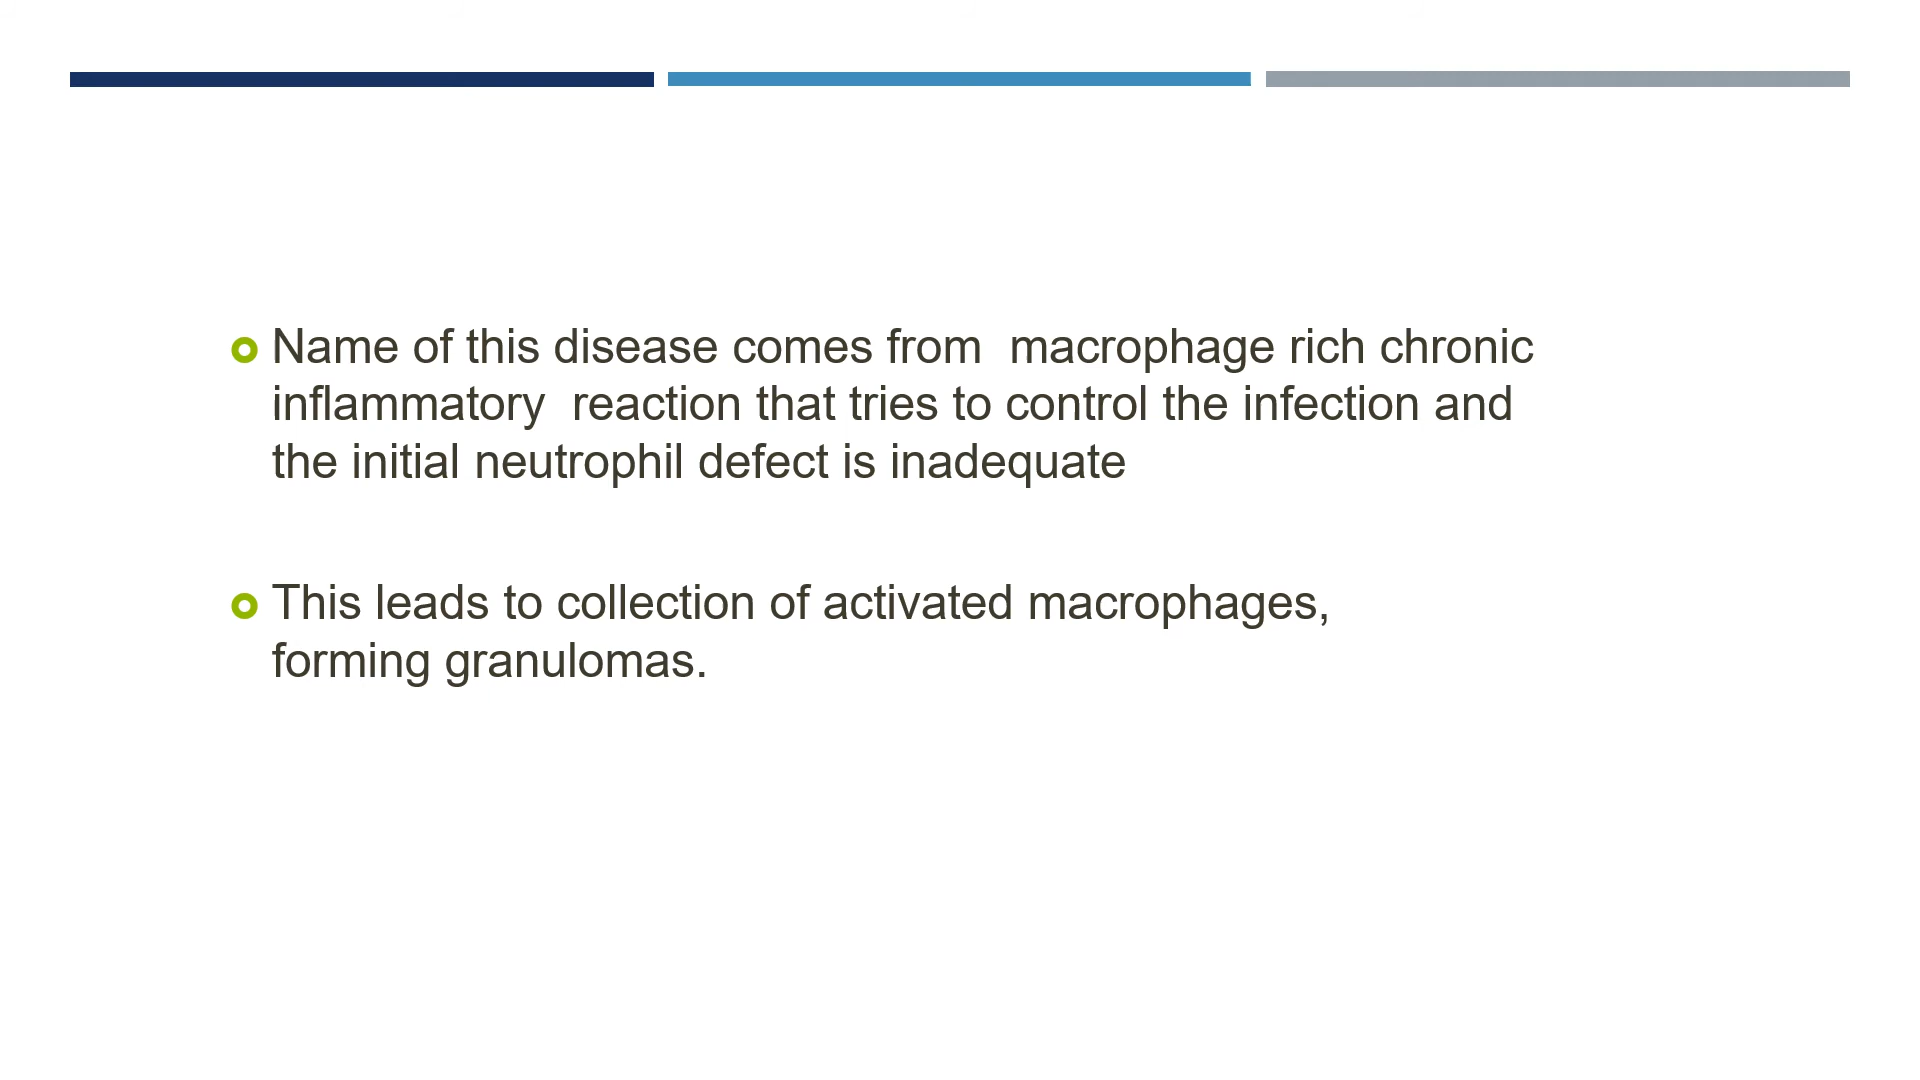 Name of this disease comes from  macrophage rich chronic
inflammatory  reaction that tries to control the infection and
the initial neutrophil defect is inadequate
This leads to collection of activated macrophages,
forming granulomas.